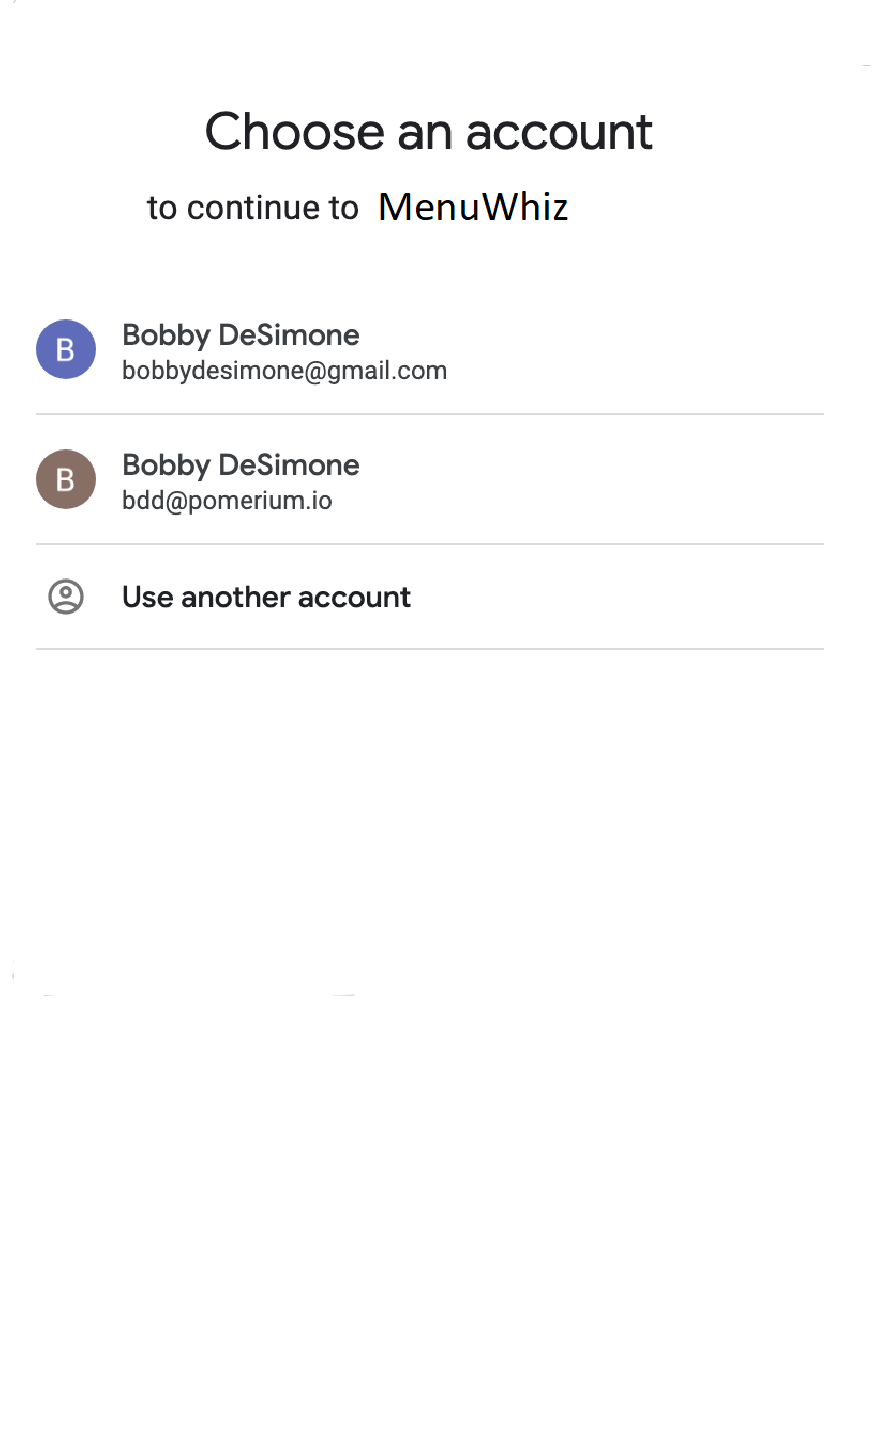 Choose an account
to continue to MenuWhiz
B
Bobby DeSimone
bobbydesimone@gmail.com
B
Bobby DeSimone
bdd@pomerium.io
Use another account